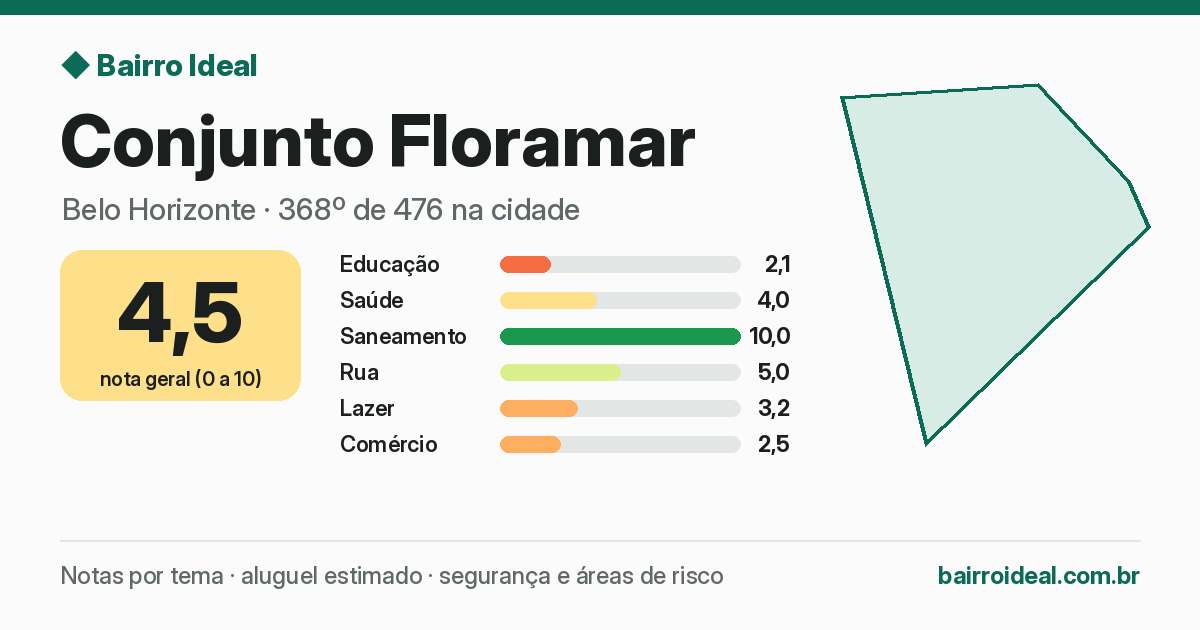 Bairro Ideal
Conjunto Floramar
Belo Horizonte · 368º de 476 na cidade
4,5
nota geral (0 a 10)
Educação 2,1
Saúde 4,0
Saneamento 10,0
Rua 5,0
Lazer 3,2
Comércio 2,5
Notas por tema · aluguel estimado · segurança e áreas de risco
bairroideal.com.br